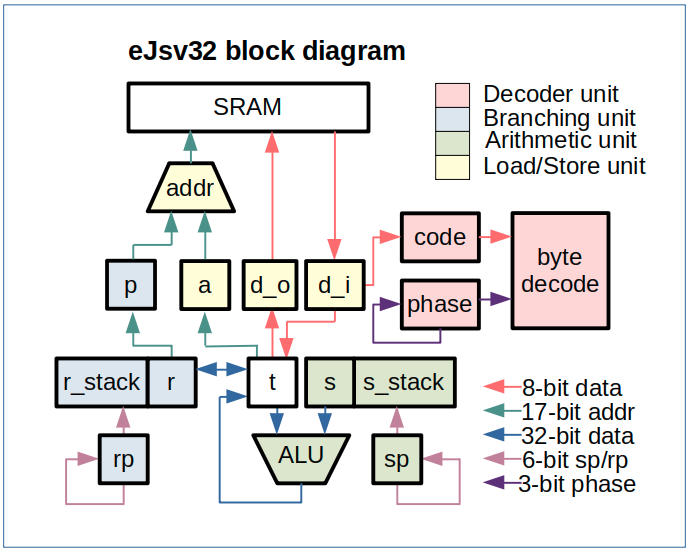 eJsv32 block diagram
SRAM
Decoder unit
Branching unit
Arithmetic unit
Load/Store unit
addr
code
byte
decode
p
a
d_o
d_i
phase
r_stack
r
t
s
s_stack
8-bit data
17-bit addr
32-bit data
6-bit sp/rp
3-bit phase
rp
ALU
sp